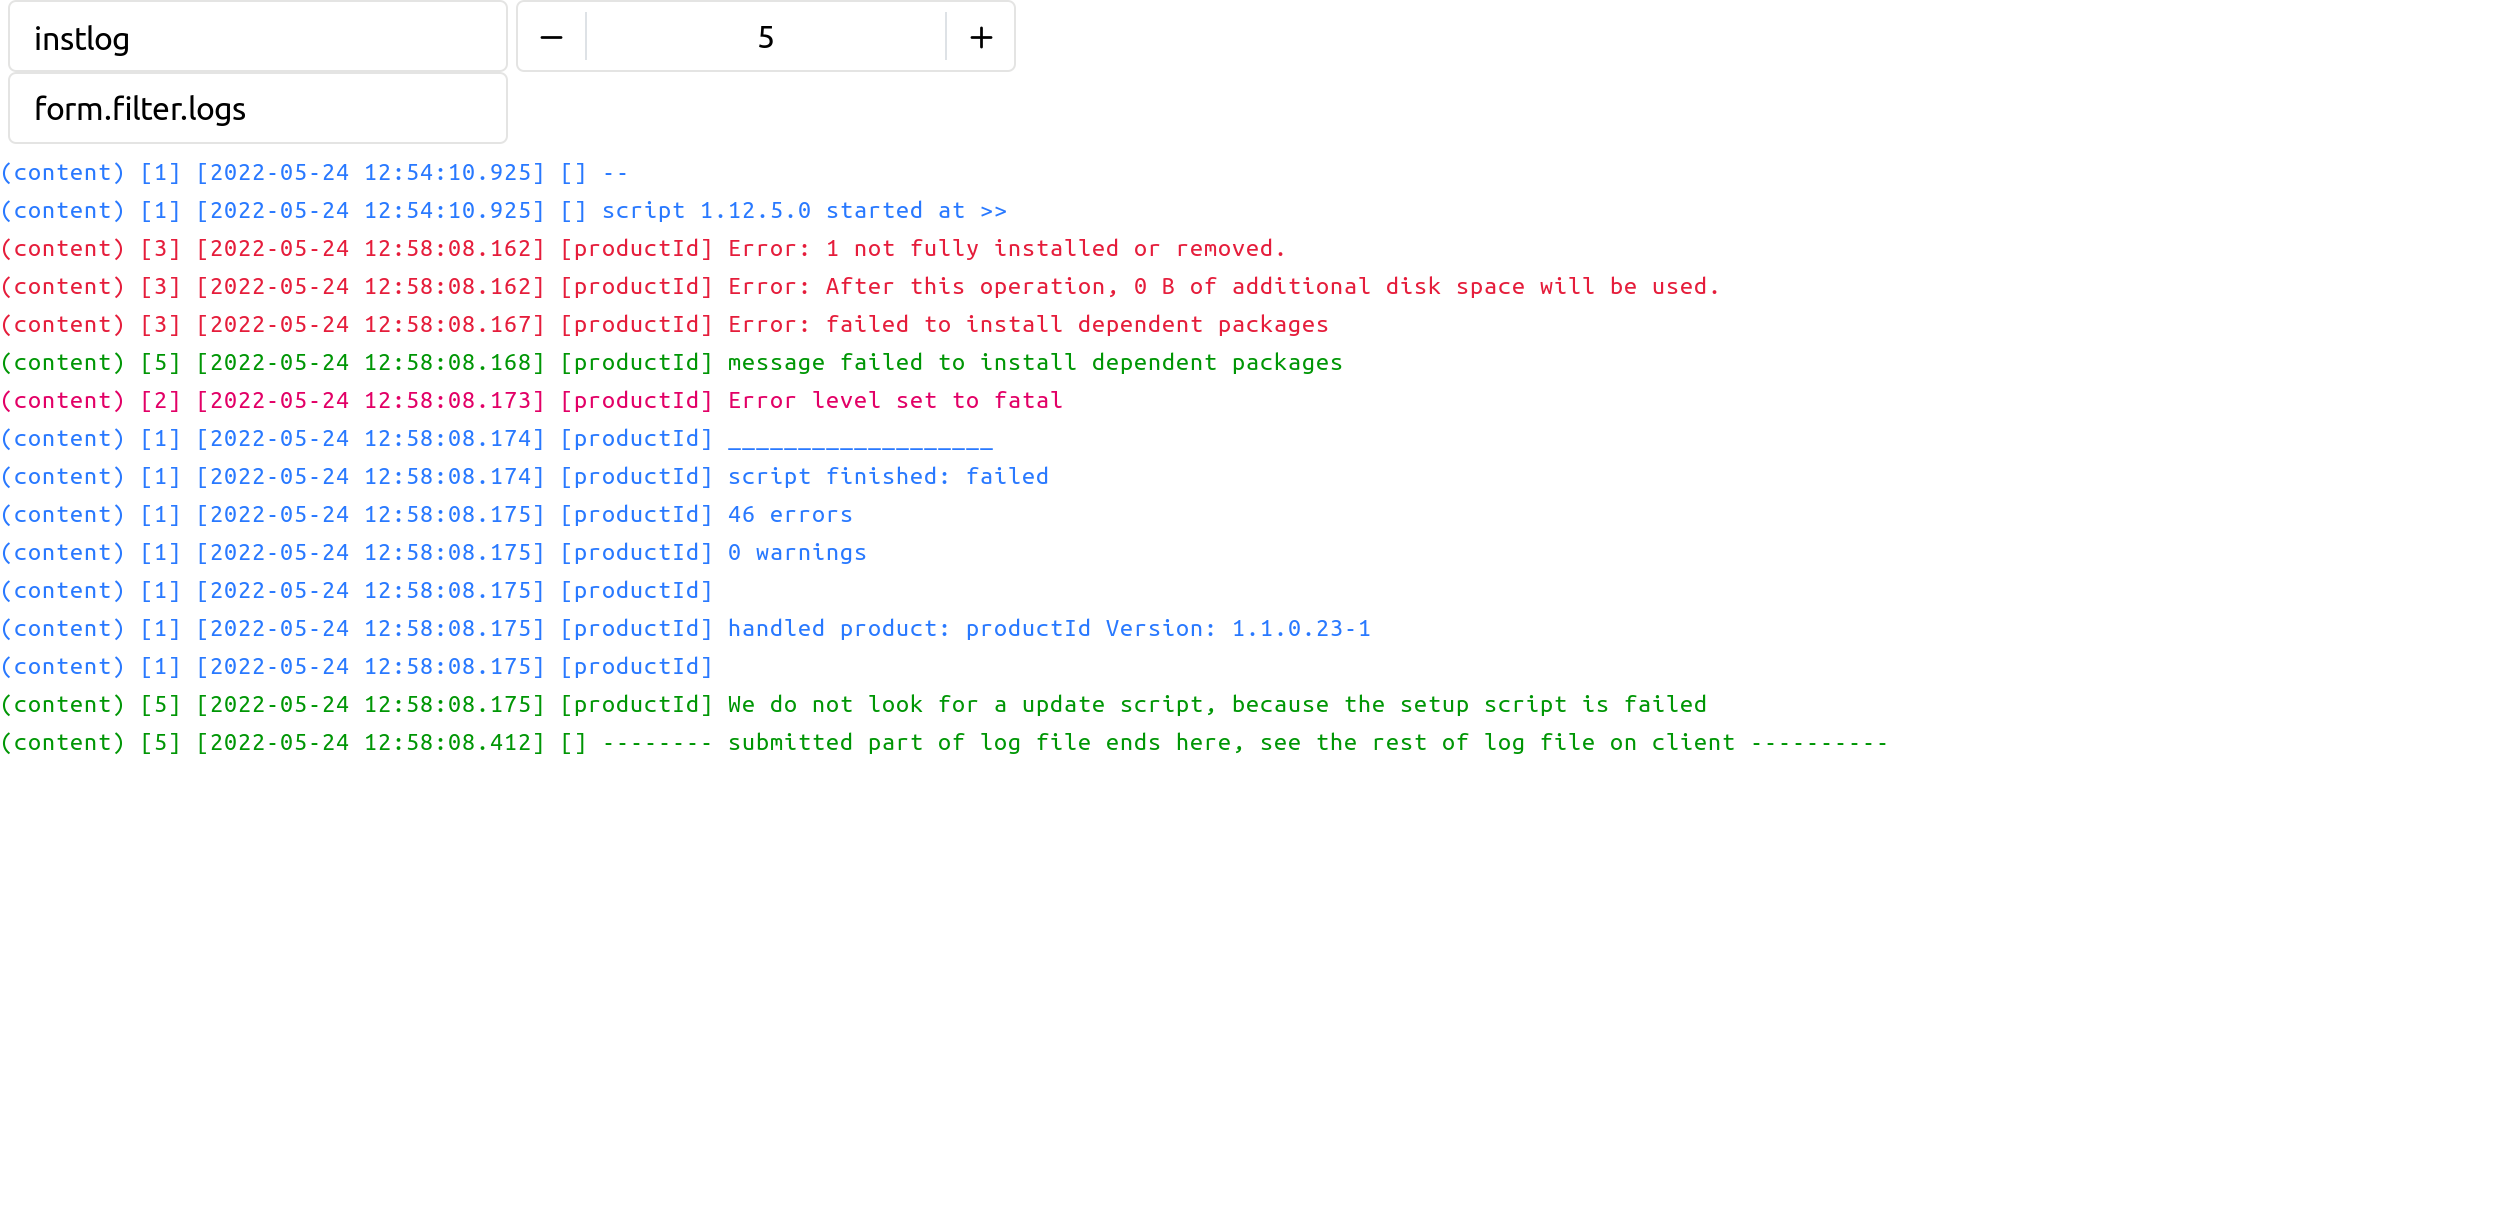 instlog
5
form.filter.logs
(content) [1] [2022-05-24 12:54:10.925] [] --
(content) [1] [2022-05-24 12:54:10.925] [] script 1.12.5.0 started at >>
(content) [3] [2022-05-24 12:58:08.162] [productId] Error: 1 not fully installed or removed.
(content) [3] [2022-05-24 12:58:08.162] [productId] Error: After this operation, 0 B of additional disk space will be used.
(content) [3] [2022-05-24 12:58:08.167] [productId] Error: failed to install dependent packages
(content) [5] [2022-05-24 12:58:08.168] [productId] message failed to install dependent packages
(content) [2] [2022-05-24 12:58:08.173] [productId] Error level set to fatal
(content) [1] [2022-05-24 12:58:08.174] [productId] ___________________
(content) [1] [2022-05-24 12:58:08.174] [productId] script finished: failed
(content) [1] [2022-05-24 12:58:08.175] [productId] 46 errors
(content) [1] [2022-05-24 12:58:08.175] [productId] 0 warnings
(content) [1] [2022-05-24 12:58:08.175] [productId]
(content) [1] [2022-05-24 12:58:08.175] [productId] handled product: productId Version: 1.1.0.23-1
(content) [1] [2022-05-24 12:58:08.175] [productId]
(content) [5] [2022-05-24 12:58:08.175] [productId] We do not look for a update script, because the setup script is failed
(content) [5] [2022-05-24 12:58:08.412] [] -------- submitted part of log file ends here, see the rest of log file on client ----------